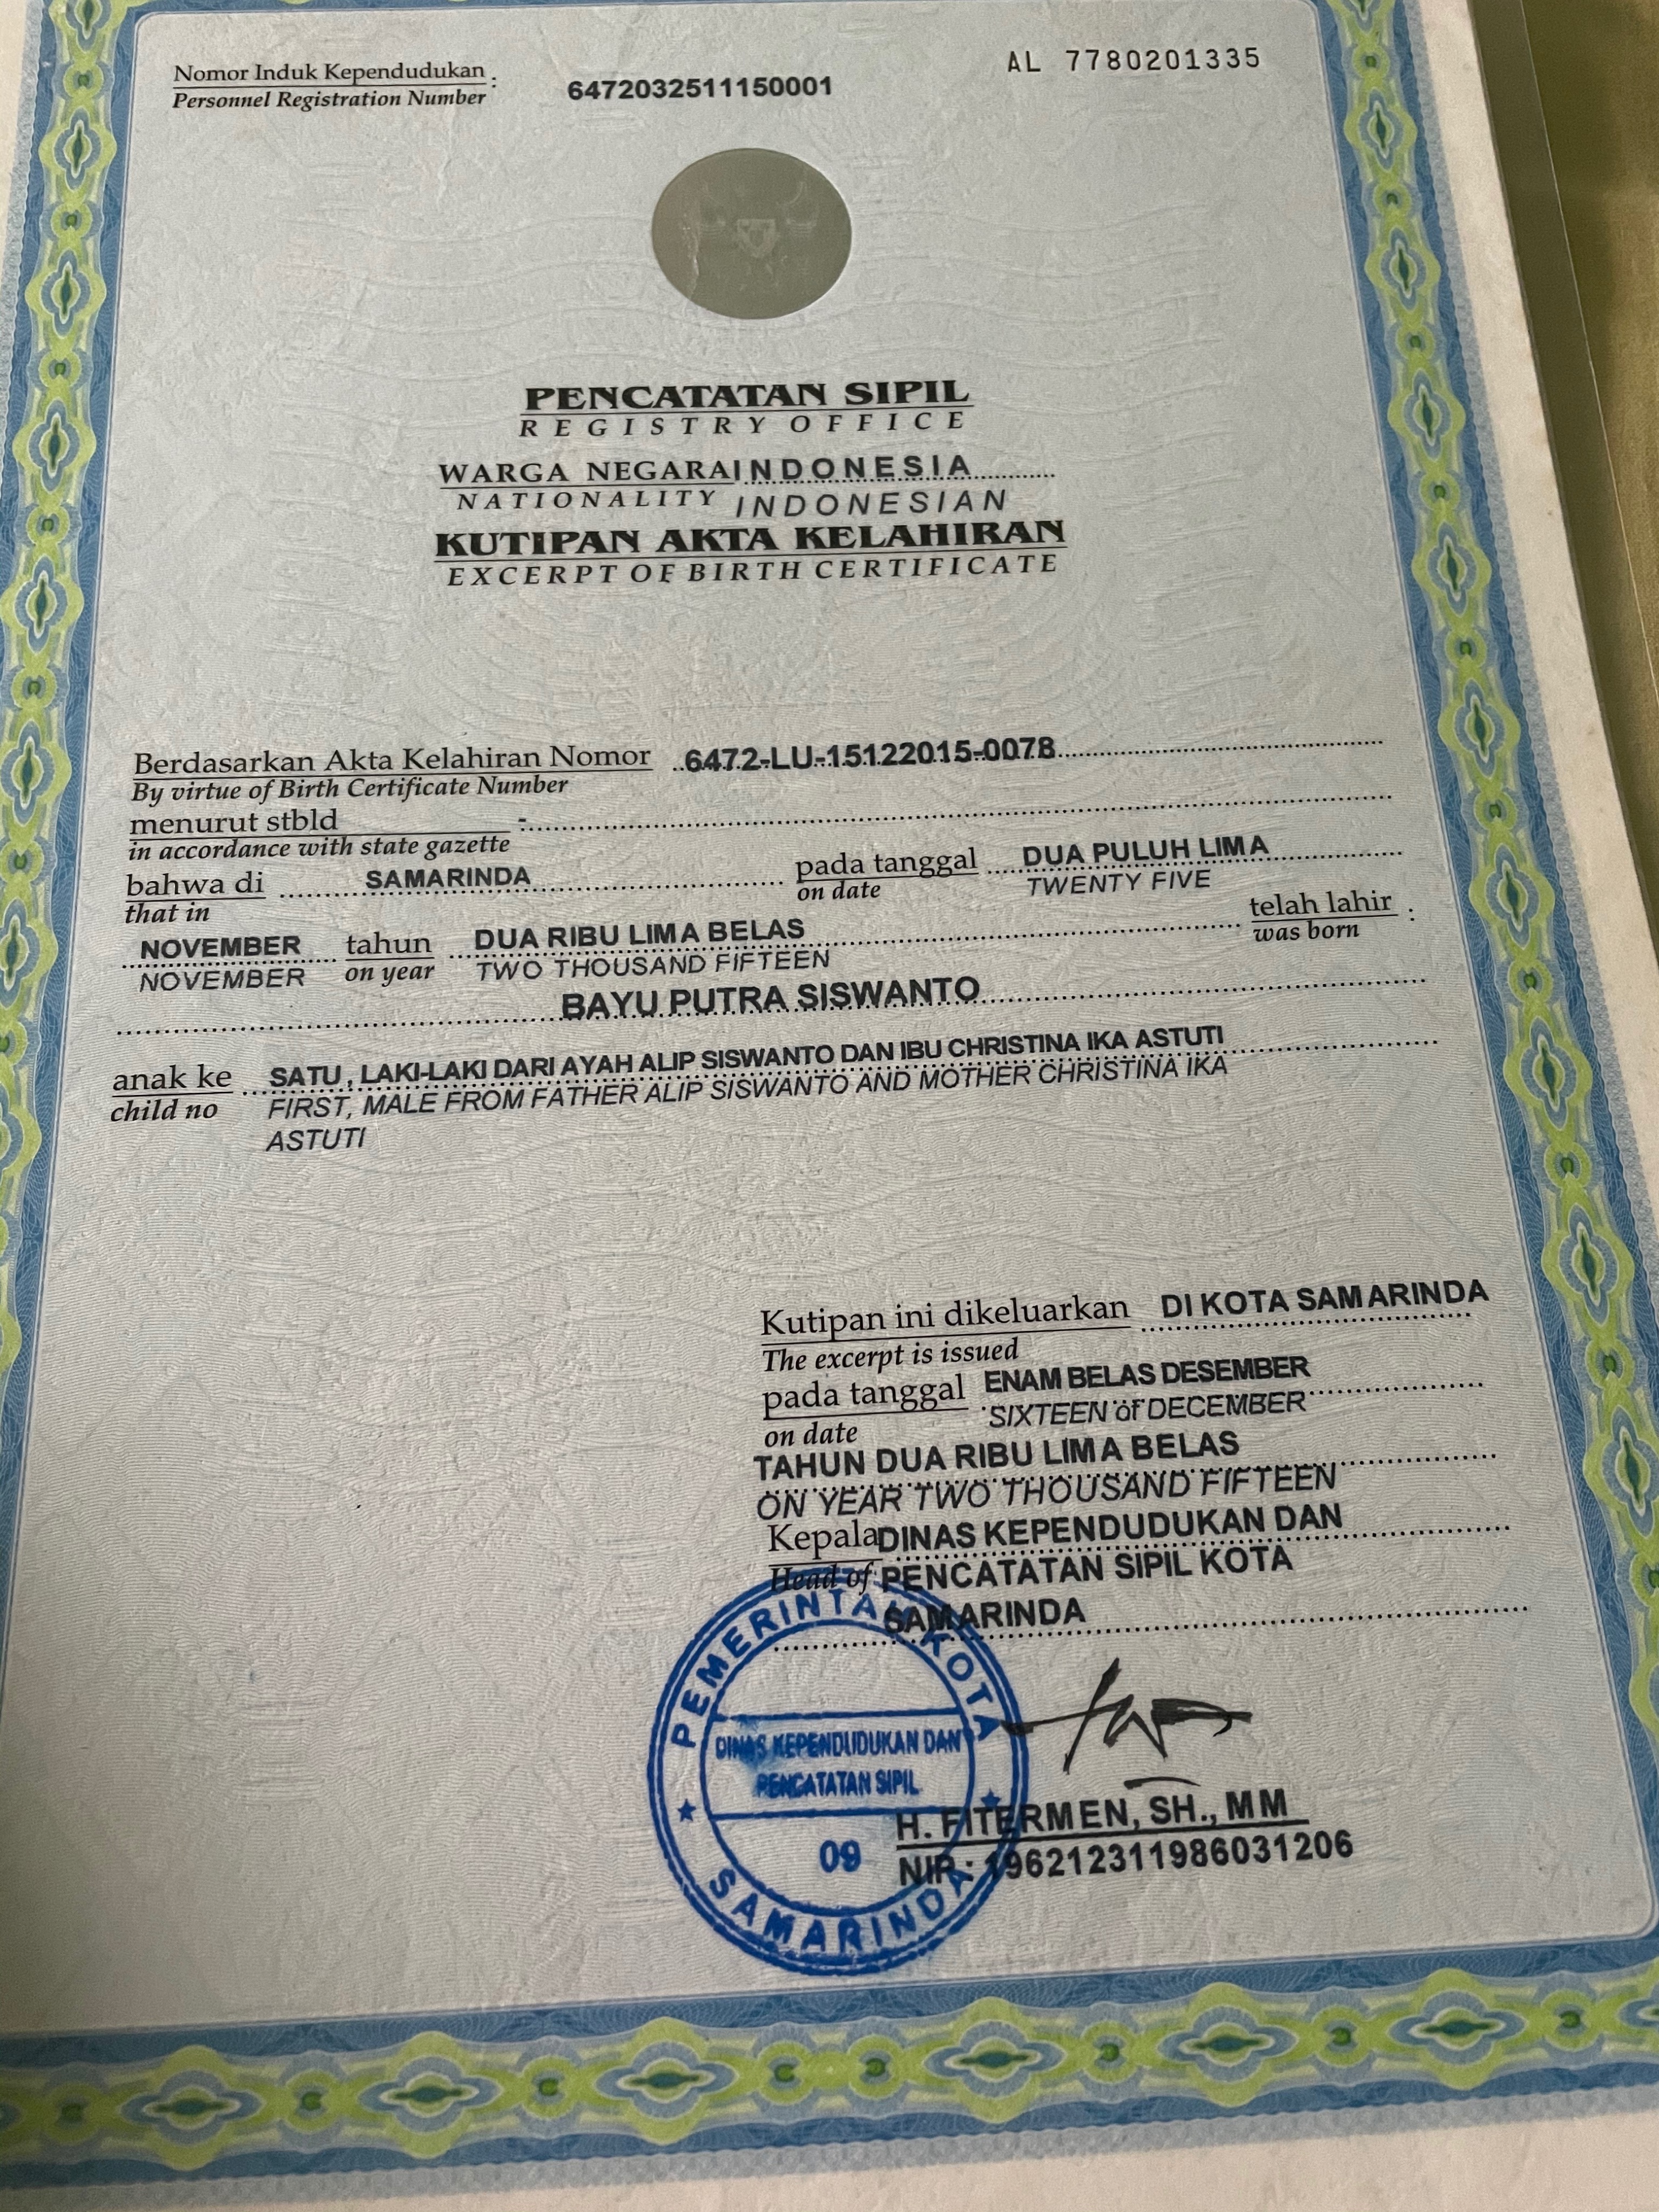 Nomor Induk Kependudukan : 6472032511150001 AL 7780201335
Personnel Registration Number
PENCATATAN SIPIL
REGISTRY OFFICE
WARGA NEGARA INDONESIA
NATIONALITY INDONESIAN
KUTIPAN AKTA KELAHIRAN
EXCERPT OF BIRTH CERTIFICATE
Berdasarkan Akta Kelahiran Nomor 6472-LU-15122015-0078
By virtue of Birth Certificate Number
menurut stbld -
in accordance with state gazette
bahwa di SAMARINDA pada tanggal DUA PULUH LIMA
that in on date TWENTY FIVE
NOVEMBER tahun DUA RIBU LIMA BELAS telah lahir :
NOVEMBER on year TWO THOUSAND FIFTEEN was born
BAYU PUTRA SISWANTO
anak ke SATU, LAKI-LAKI DARI AYAH ALIP SISWANTO DAN IBU CHRISTINA IKA ASTUTI
child no FIRST, MALE FROM FATHER ALIP SISWANTO AND MOTHER CHRISTINA IKA
ASTUTI
Kutipan ini dikeluarkan DI KOTA SAMARINDA
The excerpt is issued
pada tanggal ENAM BELAS DESEMBER
on date SIXTEEN of DECEMBER
TAHUN DUA RIBU LIMA BELAS
ON YEAR TWO THOUSAND FIFTEEN
Kepala DINAS KEPENDUDUKAN DAN
Head of PENCATATAN SIPIL KOTA
SAMARINDA
PEMERINTAH KOTA
DINAS KEPENDUDUKAN DAN
PENCATATAN SIPIL
09
SAMARINDA
H. FITERMEN, SH., MM
NIP : 196212311986031206